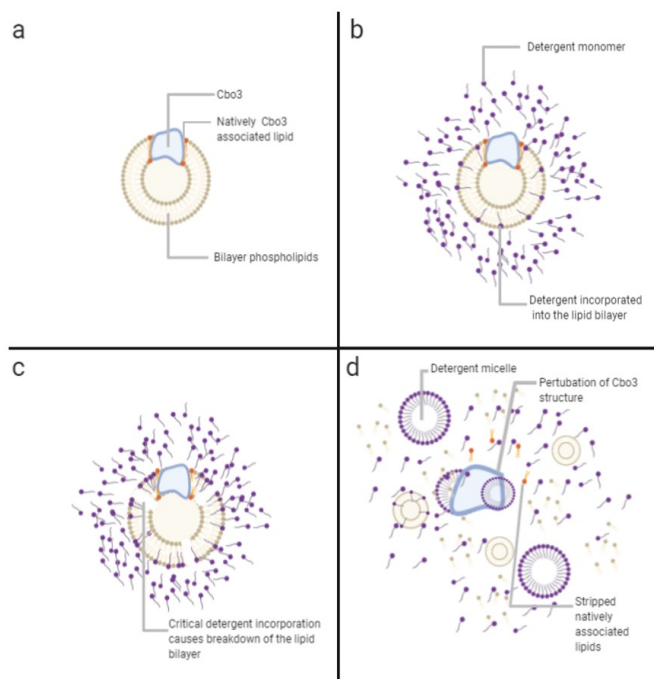 a
Cbo3
Natively Cbo3
associated lipid
Bilayer phospholipids
b
Detergent monomer
Detergent incorporated
into the lipid bilayer
c
Critical detergent incorporation
causes breakdown of the lipid
bilayer
d
Detergent micelle
Pertubation of Cbo3
structure
Stripped
natively
associated
lipids